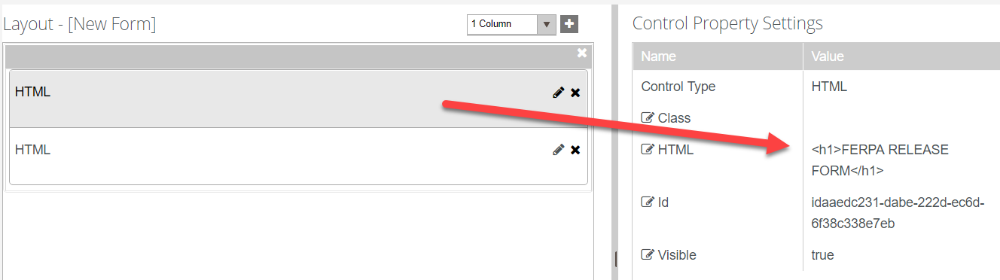 Layout - [New Form]
1 Column
HTML
HTML
Control Property Settings
Name Value
Control Type HTML
Class
HTML <h1>FERPA RELEASE
FORM</h1>
Id idaaedc231-dabe-222d-ec6d-
6f38c338e7eb
Visible true